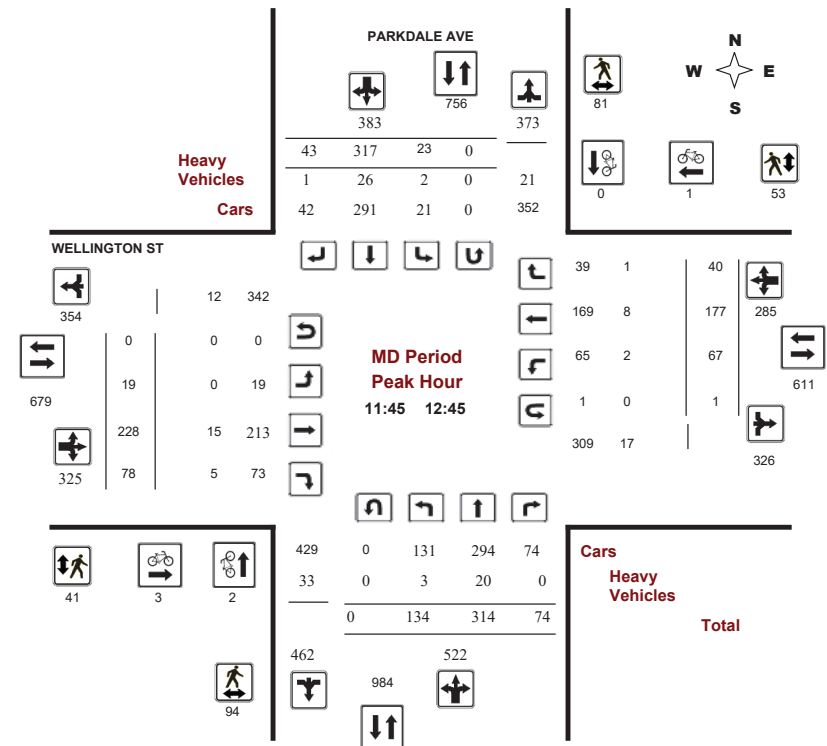 PARKDALE AVE
N
W E
S
756
81
383 373
43 317 23 0
Heavy
Vehicles 1 26 2 0 21
Cars 42 291 21 0 352
0 1 53
WELLINGTON ST
354 12 342
0 0 0
679 19 0 19
228 15 213
325 78 5 73
MD Period
Peak Hour
11:45 12:45
39 1 40
169 8 177 285
65 2 67
611
1 0 1
309 17
326
41 3 2
94
429 0 131 294 74 Cars
33 0 3 20 0 Heavy
Vehicles
0 134 314 74 Total
462 522
984